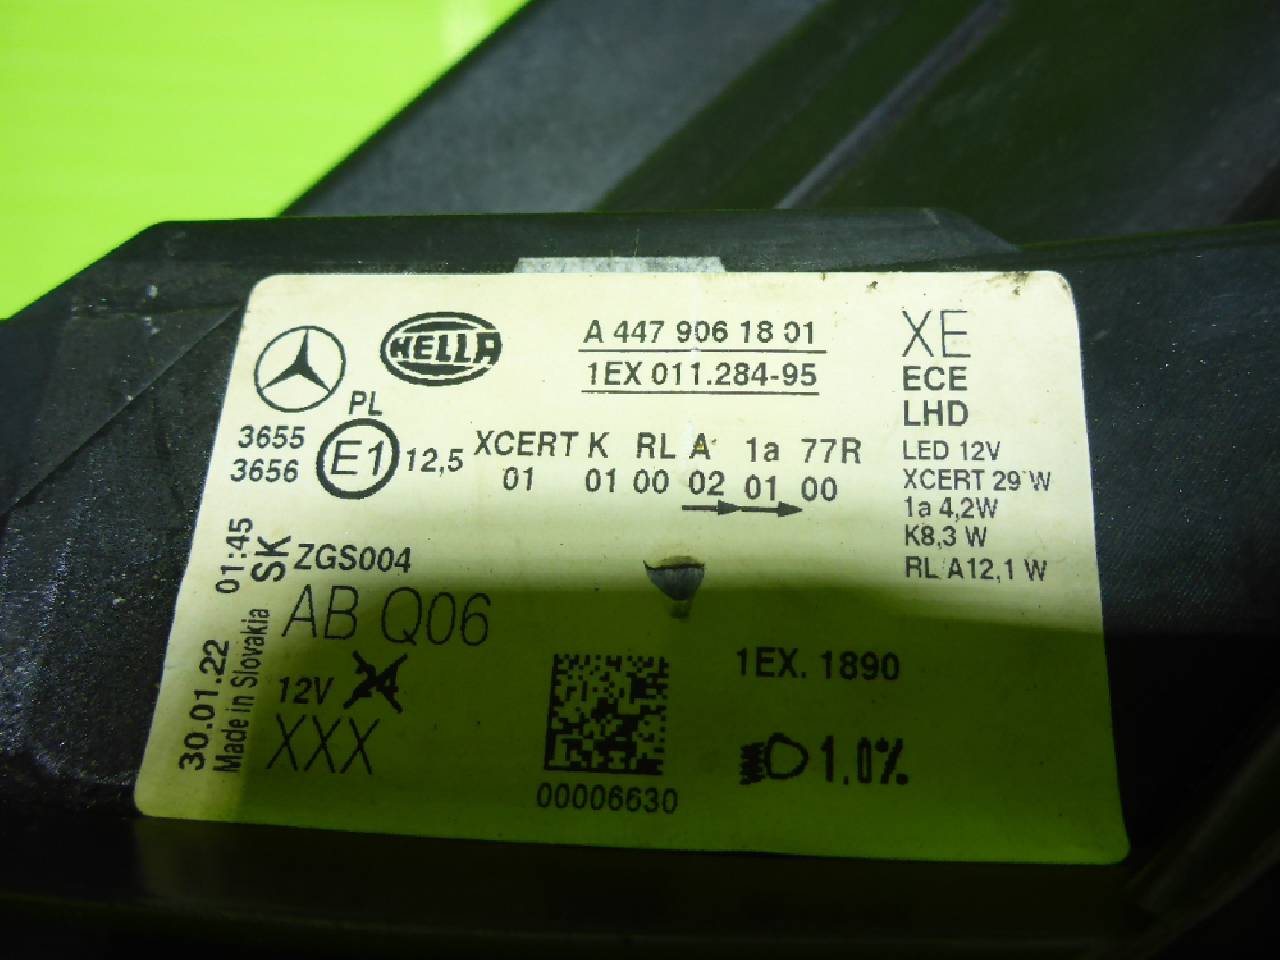 HELLA
A 447 906 18 01
1EX 011.284-95
XE
ECE
LHD
PL
3655
3656
E1
12,5
XCERT K RL A 1a 77R
01 01 00 02 01 00
LED 12V
XCERT 29 W
1a 4,2W
K8,3 W
RL A12,1 W
30.01.22 01:45
Made in Slovakia SK
ZGS004
AB Q06
12V 24
XXX
00006630
1EX. 1890
1.0%